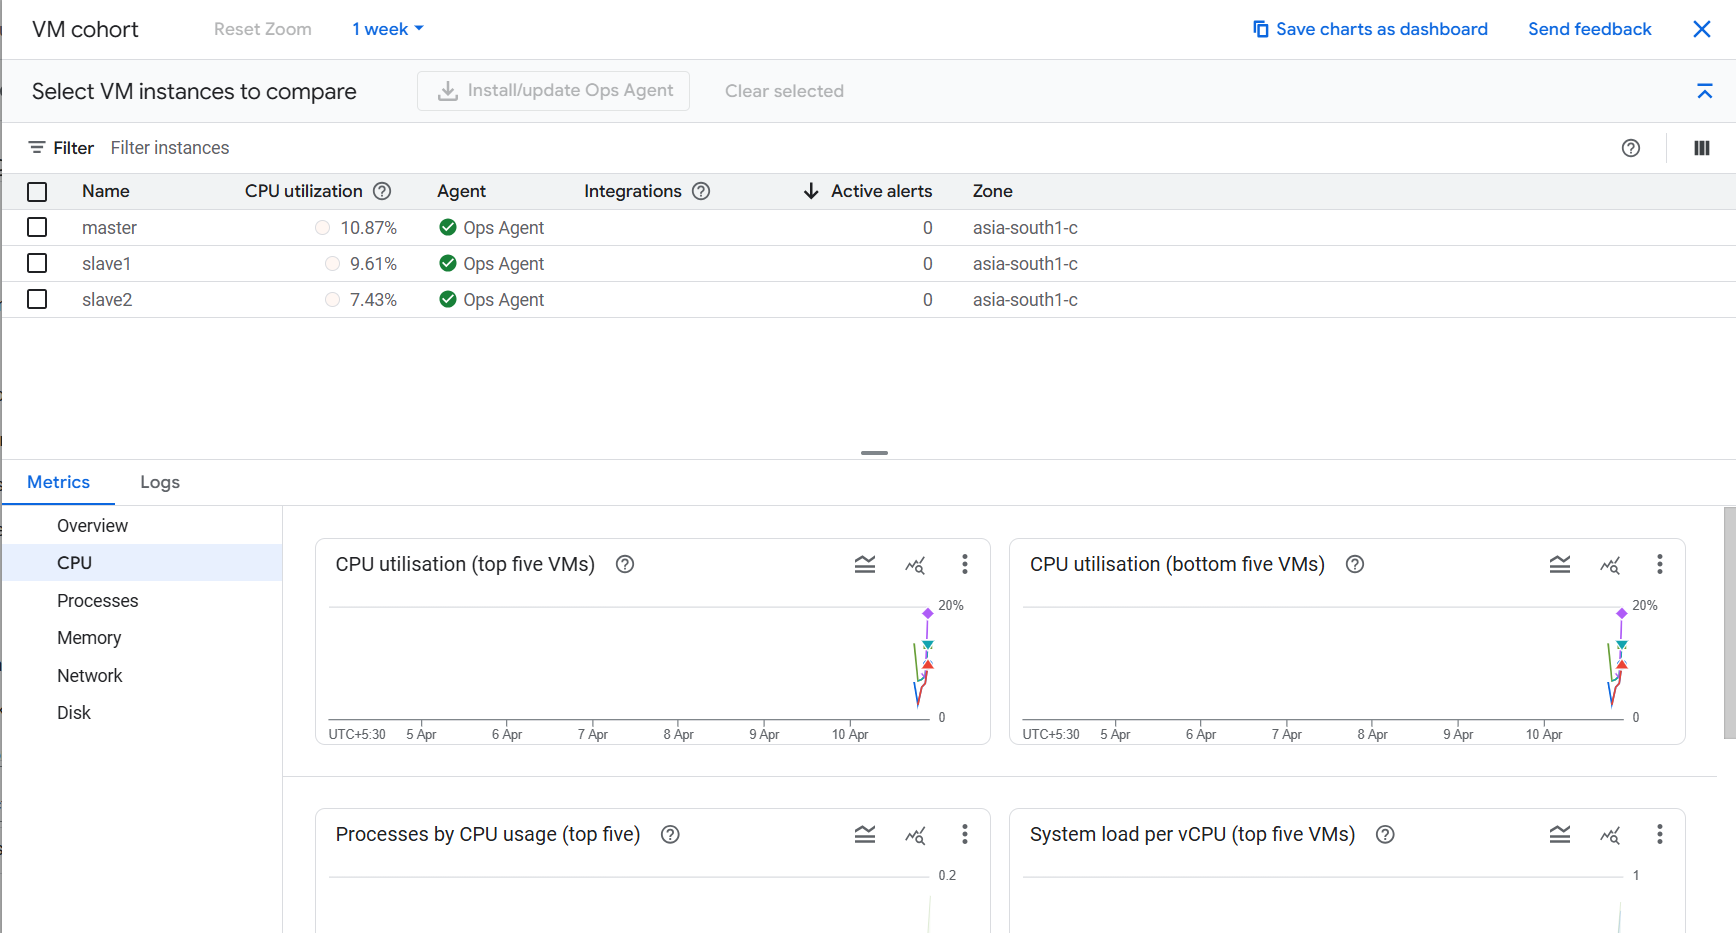 VM cohort
Reset Zoom
1 week
Save charts as dashboard
Send feedback
Select VM instances to compare
Install/update Ops Agent
Clear selected
Filter Filter instances
Name CPU utilization Agent Integrations Active alerts Zone
master 10.87% Ops Agent 0 asia-south1-c
slave1 9.61% Ops Agent 0 asia-south1-c
slave2 7.43% Ops Agent 0 asia-south1-c
Metrics
Logs
Overview
CPU
Processes
Memory
Network
Disk
CPU utilisation (top five VMs)
20%
0
UTC+5:30 5 Apr 6 Apr 7 Apr 8 Apr 9 Apr 10 Apr
CPU utilisation (bottom five VMs)
20%
0
UTC+5:30 5 Apr 6 Apr 7 Apr 8 Apr 9 Apr 10 Apr
Processes by CPU usage (top five)
0.2
System load per vCPU (top five VMs)
1